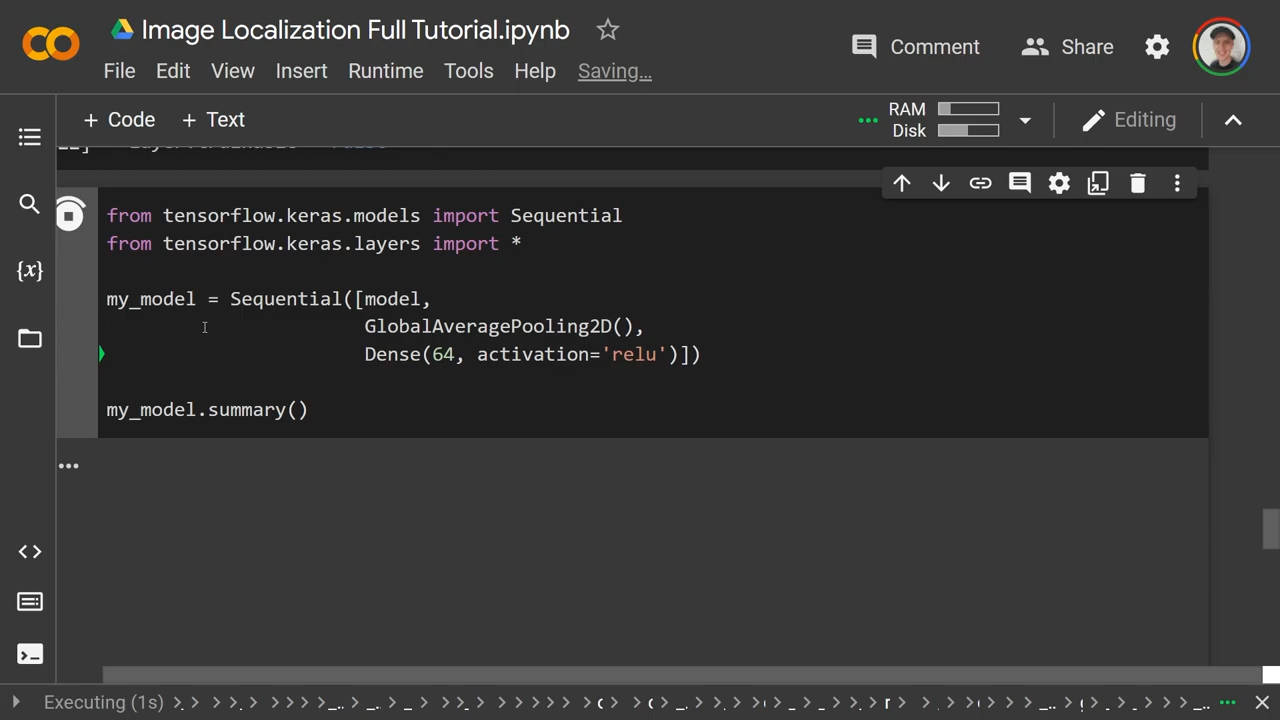 Image Localization Full Tutorial.ipynb
Comment
Share
File Edit View Insert Runtime Tools Help Saving...
+ Code + Text
RAM
Disk
Editing
from tensorflow.keras.models import Sequential
from tensorflow.keras.layers import *
my_model = Sequential([model,
GlobalAveragePooling2D(),
Dense(64, activation='relu')])
my_model.summary()
Executing (1s)